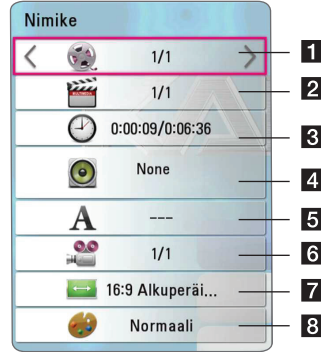 Nimike
1/1 1
1/1 2
0:00:09/0:06:36 3
None 4
A --- 5
1/1 6
16:9 Alkuperäi... 7
Normaali 8